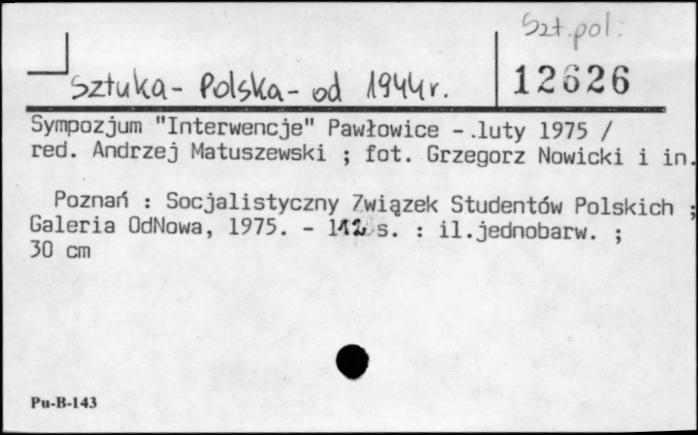 Szt. pol.
Sztuka - Polska - od 1944r.
12626
Sympozjum "Interwencje" Pawłowice - .luty 1975 /
red. Andrzej Matuszewski ; fot. Grzegorz Nowicki i in.
Poznań : Socjalistyczny Związek Studentów Polskich ;
Galeria OdNowa, 1975. - 112 s. : il.jednobarw. ;
30 cm
Pu-B-143